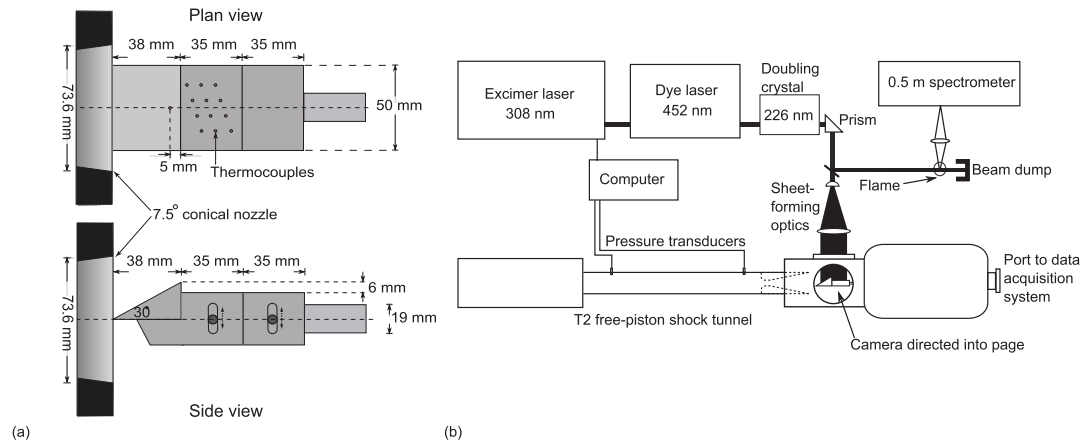 Plan view
38 mm
35 mm
35 mm
73.6 mm
50 mm
5 mm
Thermocouples
7.5° conical nozzle
38 mm
35 mm
35 mm
6 mm
73.6 mm
30°
19 mm
Side view
(a)
Excimer laser
308 nm
Dye laser
452 nm
Doubling
crystal
226 nm
Prism
0.5 m spectrometer
Beam dump
Flame
Computer
Sheet-
forming
optics
Pressure transducers
Port to data
acquisition
system
T2 free-piston shock tunnel
Camera directed into page
(b)